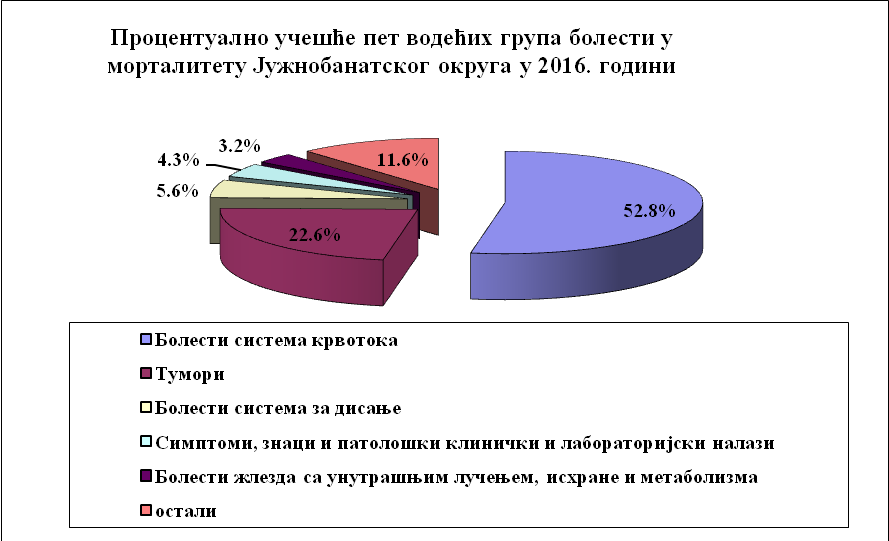 Процентуално учешће пет водећих група болести у
морталитету Јужнобанатског округа у 2016. години
3.2%
4.3%
11.6%
5.6%
52.8%
22.6%
Болести система крвотока
Тумори
Болести система за дисање
Симптоми, знаци и патолошки клинички и лабораторијски налази
Болести жлезда са унутрашњим лучењем, исхране и метаболизма
остали